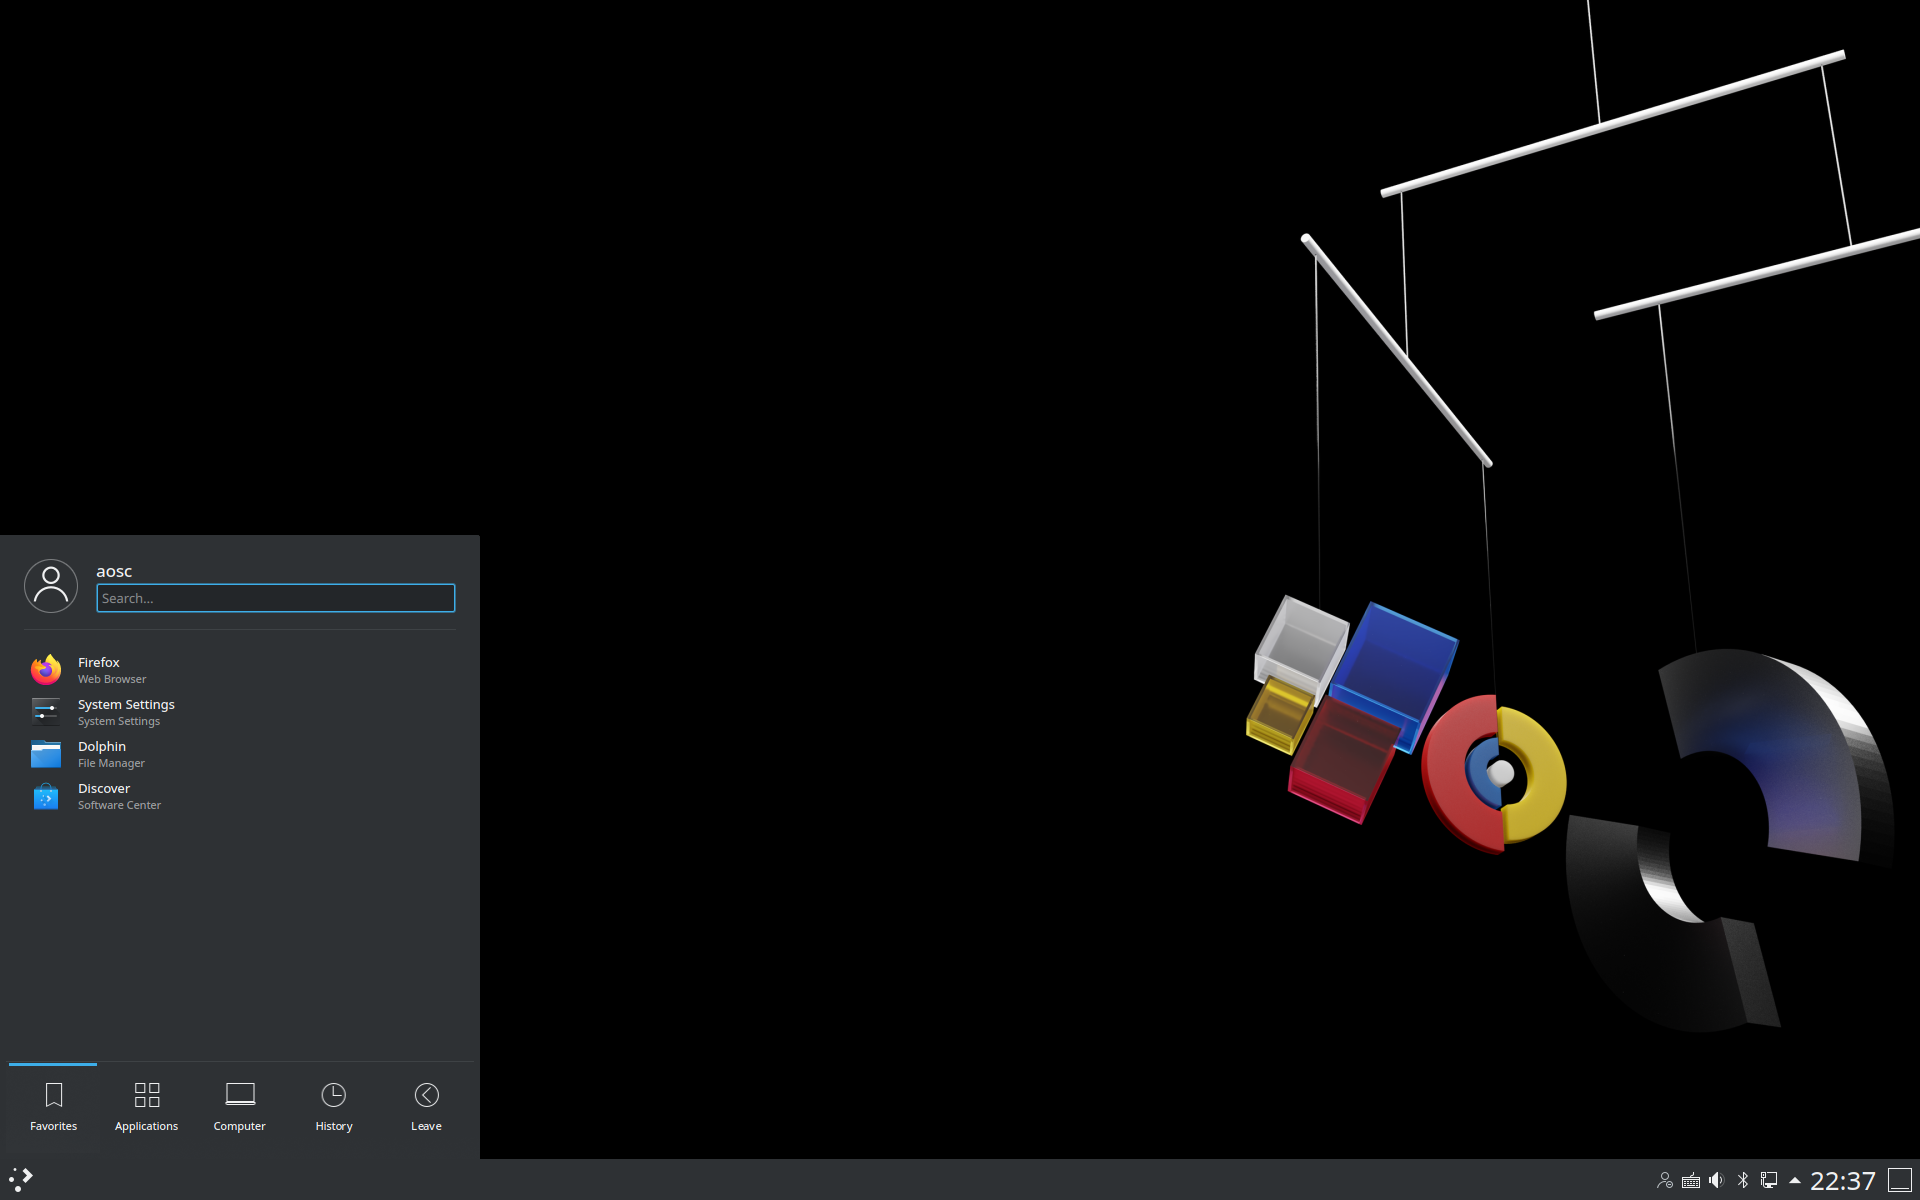 aosc
Search...
Firefox
Web Browser
System Settings
System Settings
Dolphin
File Manager
Discover
Software Center
Favorites
Applications
Computer
History
Leave
22:37